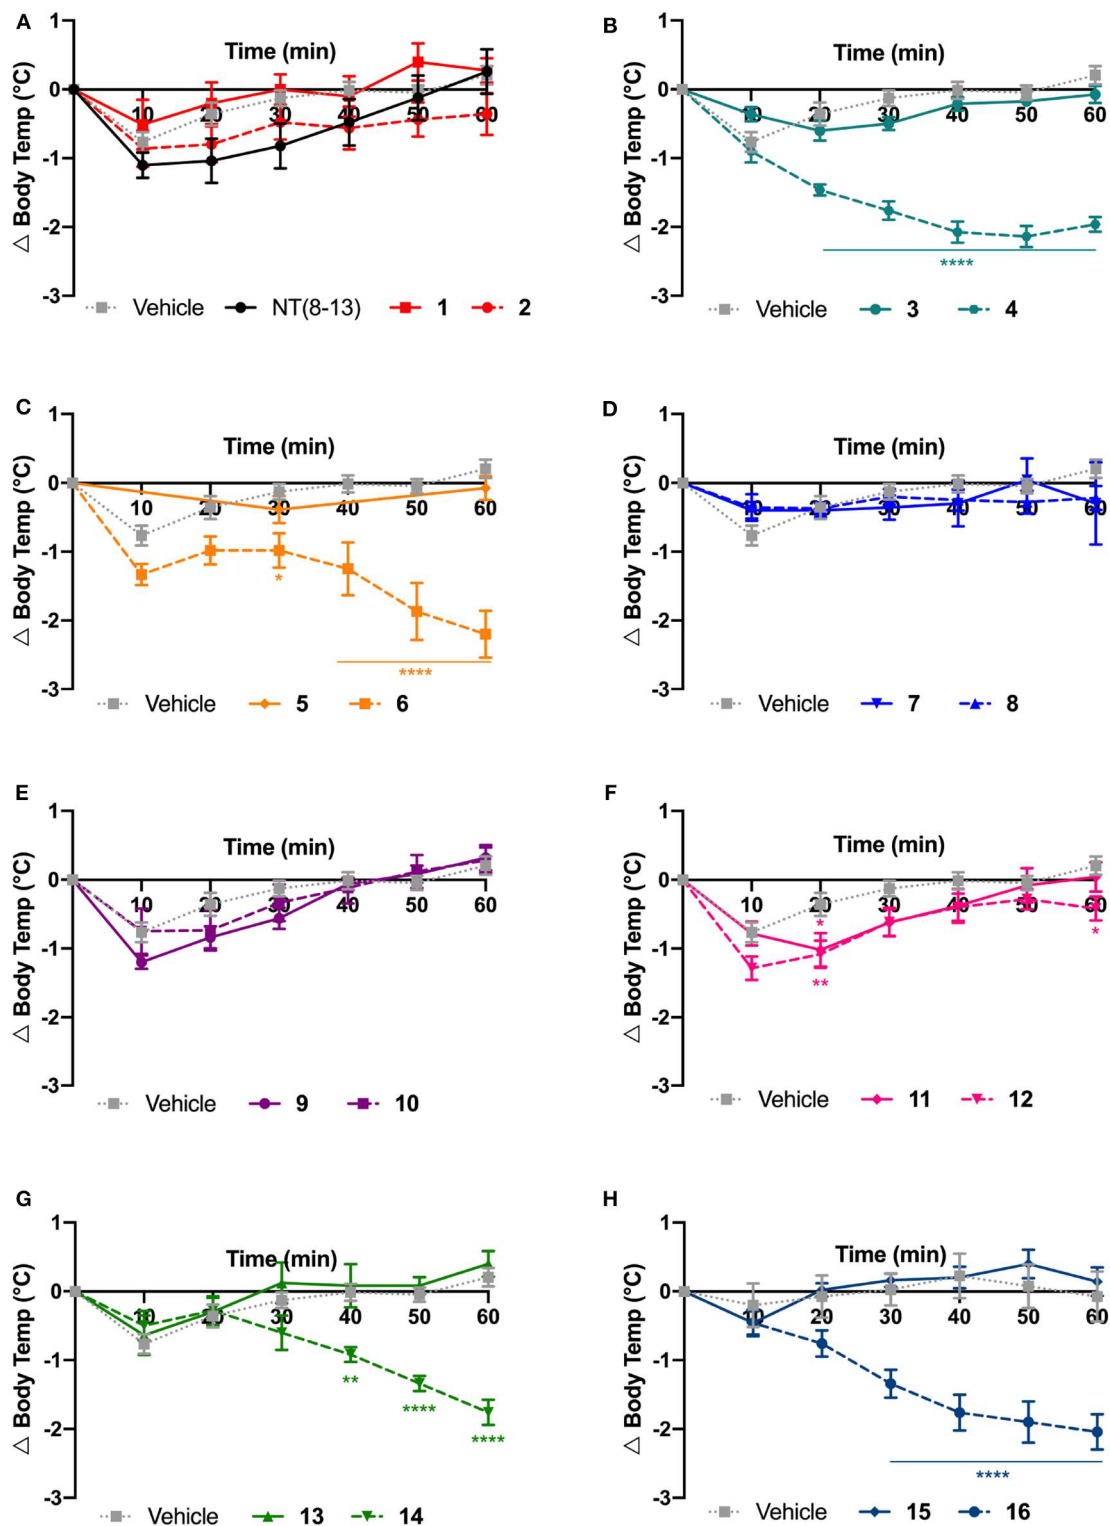 A
1
Time (min)
0
10 20 30 40 50 60
-1
-2
-3
△ Body Temp (°C)
Vehicle NT(8-13) 1 2
B
1
Time (min)
0
10 20 30 40 50 60
-1
-2
****
-3
△ Body Temp (°C)
Vehicle 3 4
C
1
Time (min)
0
10 20 30 40 50 60
-1
*
-2
****
-3
△ Body Temp (°C)
Vehicle 5 6
D
1
Time (min)
0
10 20 30 40 50 60
-1
-2
-3
△ Body Temp (°C)
Vehicle 7 8
E
1
Time (min)
0
10 20 30 40 50 60
-1
-2
-3
△ Body Temp (°C)
Vehicle 9 10
F
1
Time (min)
0
10 20 30 40 50 60
* *
-1
**
-2
-3
△ Body Temp (°C)
Vehicle 11 12
G
1
Time (min)
0
10 20 30 40 50 60
-1
**
****
-2
****
-3
△ Body Temp (°C)
Vehicle 13 14
H
1
Time (min)
0
10 20 30 40 50 60
-1
-2
****
-3
△ Body Temp (°C)
Vehicle 15 16